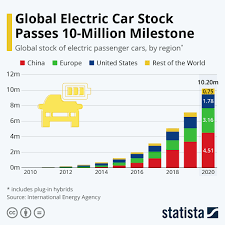 Global Electric Car Stock
Passes 10-Million Milestone
Global stock of electric passenger cars, by region*
China Europe United States Rest of the World
12m
10m
8m
6m
4m
2m
0
10.20m
0.75
1.78
3.16
4.51
2010 2012 2014 2016 2018 2020
* includes plug-in hybrids
Source: International Energy Agency
statista